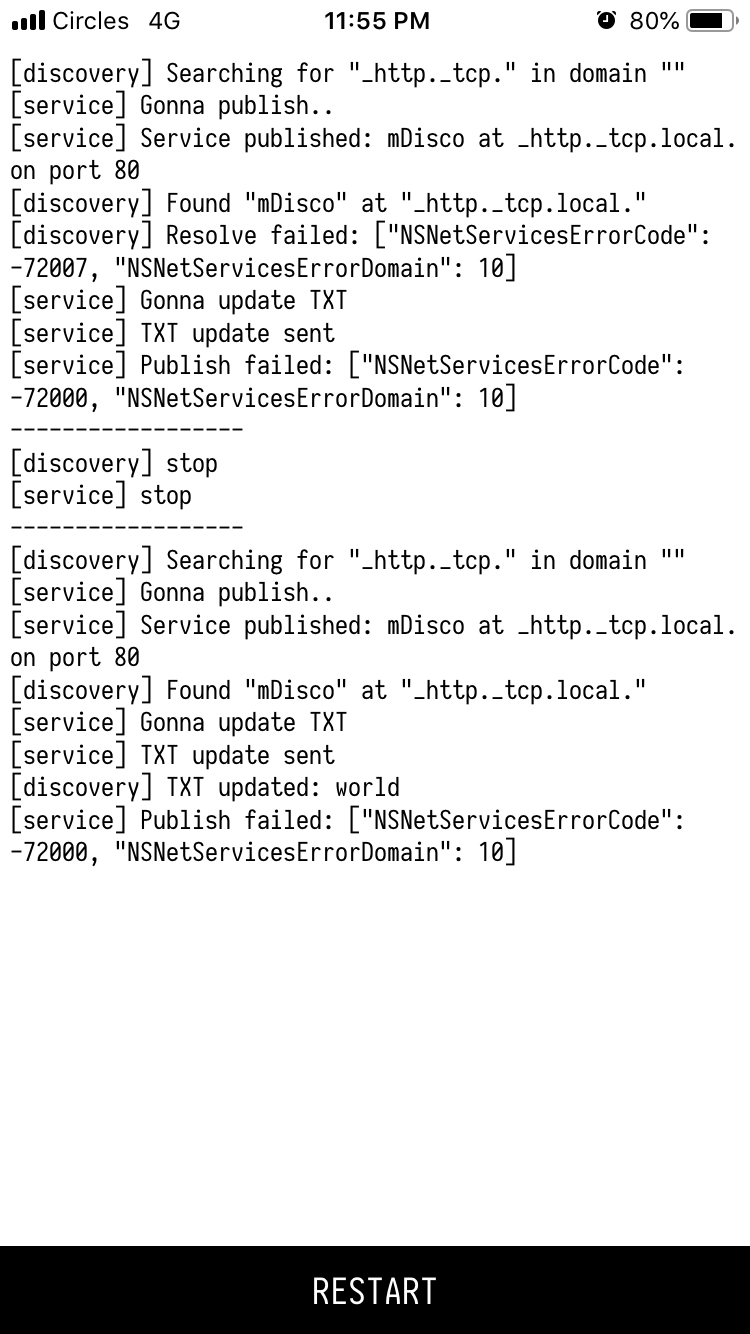 Circles 4G 11:55 PM 80%
[discovery] Searching for "_http._tcp." in domain ""
[service] Gonna publish..
[service] Service published: mDisco at _http._tcp.local.
on port 80
[discovery] Found "mDisco" at "_http._tcp.local."
[discovery] Resolve failed: ["NSNetServicesErrorCode":
-72007, "NSNetServicesErrorDomain": 10]
[service] Gonna update TXT
[service] TXT update sent
[service] Publish failed: ["NSNetServicesErrorCode":
-72000, "NSNetServicesErrorDomain": 10]
------------------
[discovery] stop
[service] stop
------------------
[discovery] Searching for "_http._tcp." in domain ""
[service] Gonna publish..
[service] Service published: mDisco at _http._tcp.local.
on port 80
[discovery] Found "mDisco" at "_http._tcp.local."
[service] Gonna update TXT
[service] TXT update sent
[discovery] TXT updated: world
[service] Publish failed: ["NSNetServicesErrorCode":
-72000, "NSNetServicesErrorDomain": 10]
RESTART